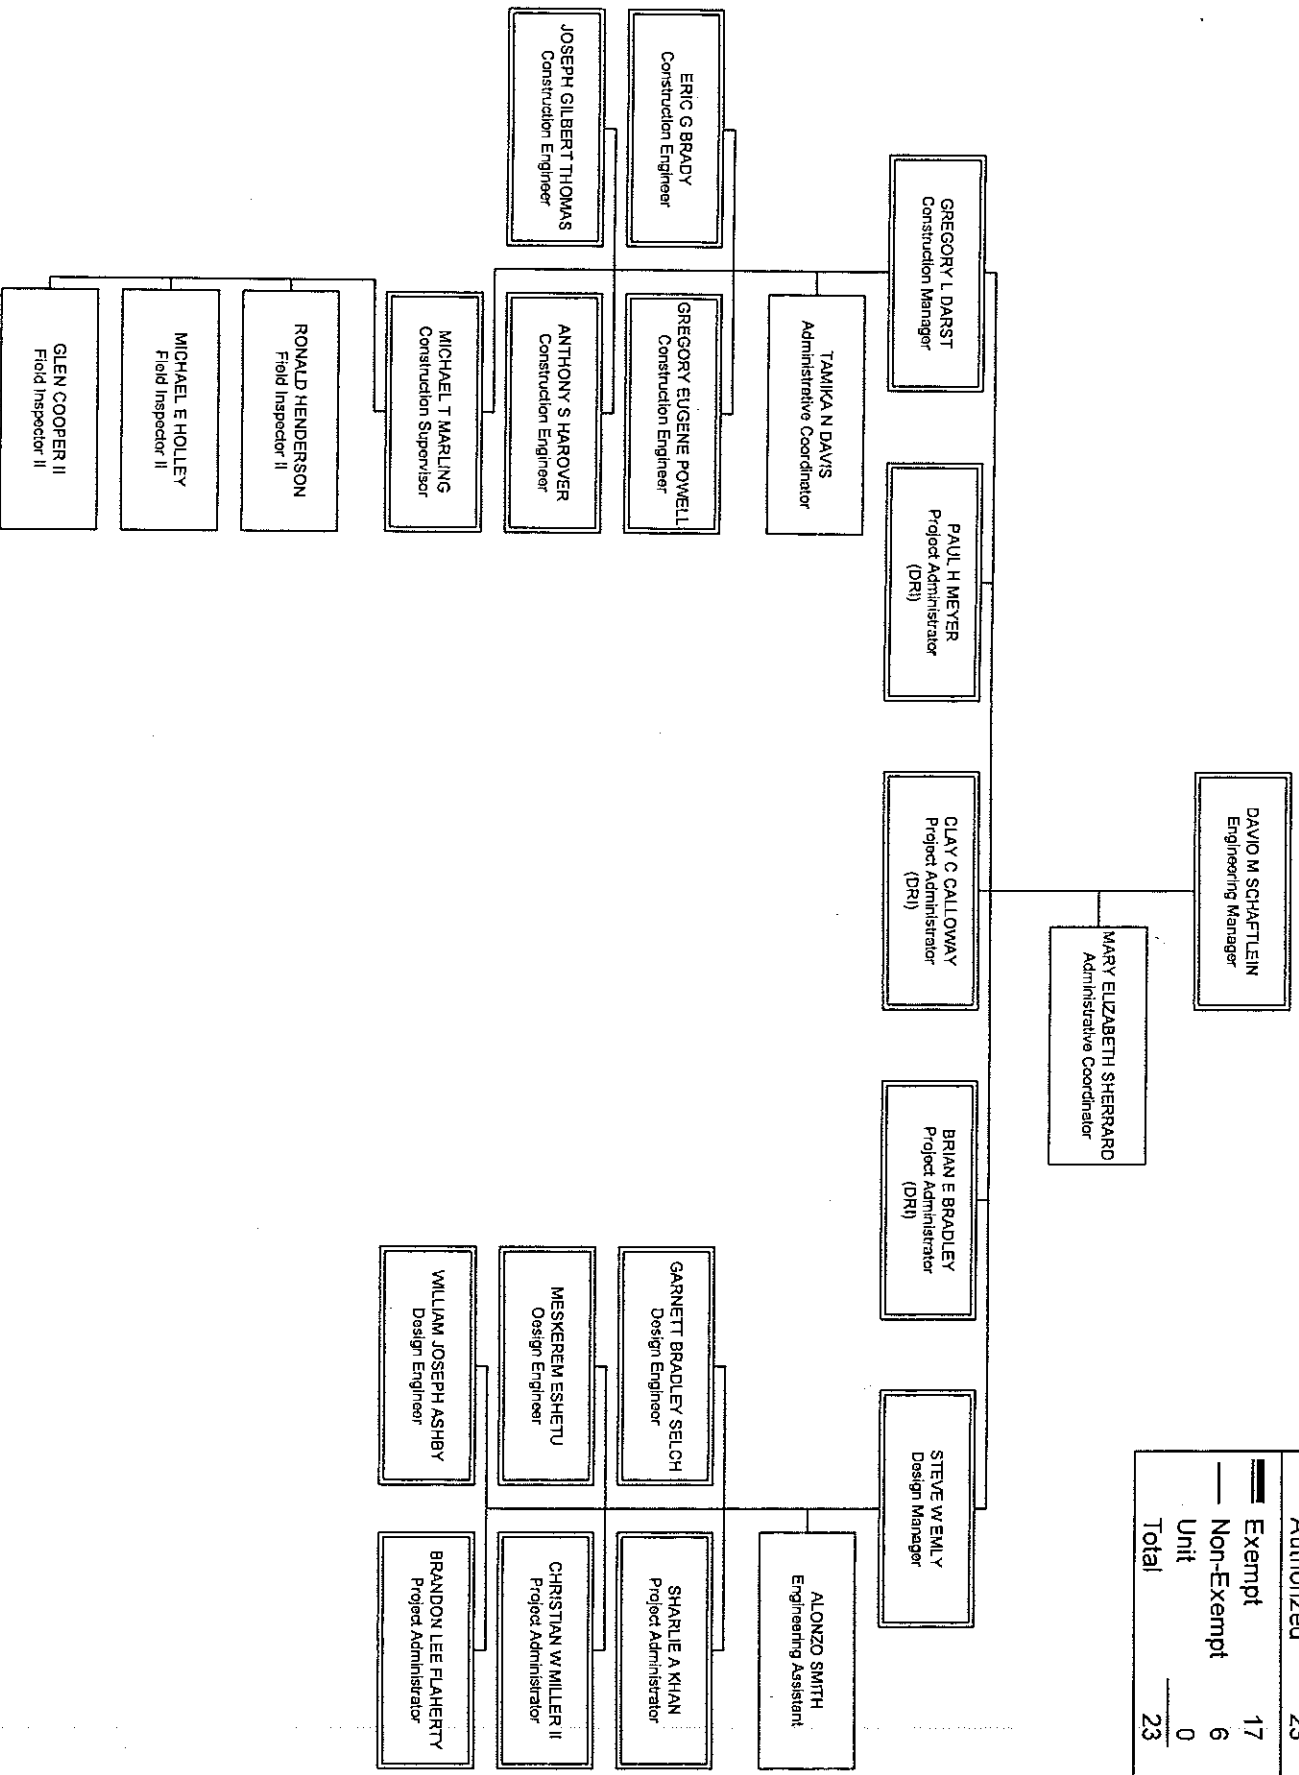 Authorized 23
Exempt 17
Non-Exempt 6
Unit 0
Total 23
DAVID M SCHAFTLEIN
Engineering Manager
MARY ELIZABETH SHERRARD
Administrative Coordinator
GREGORY L DARST
Construction Manager
PAUL H MEYER
Project Administrator
(DRI)
CLAY C CALLOWAY
Project Administrator
(DRI)
BRIAN E BRADLEY
Project Administrator
(DRI)
STEVE W EMLY
Design Manager
TAMIKA N DAVIS
Administrative Coordinator
ALONZO SMITH
Engineering Assistant
ERIC G BRADY
Construction Engineer
GREGORY EUGENE POWELL
Construction Engineer
GARNETT BRADLEY SELCH
Design Engineer
SHARLIE A KHAN
Project Administrator
JOSEPH GILBERT THOMAS
Construction Engineer
ANTHONY S HAROVER
Construction Engineer
MESKEREM ESHETU
Design Engineer
CHRISTIAN W MILLER II
Project Administrator
MICHAEL T MARLING
Construction Supervisor
WILLIAM JOSEPH ASHBY
Design Engineer
BRANDON LEE FLAHERTY
Project Administrator
RONALD HENDERSON
Field Inspector II
MICHAEL E HOLLEY
Field Inspector II
GLEN COOPER II
Field Inspector II